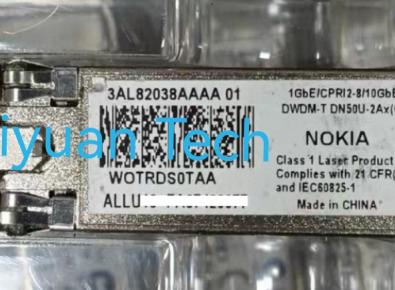 3AL82038AAAA 01
1GbE/CPRI2-8/10GbE
DWDM-T DN50U-2Ax(
iyuan Tech
NOKIA
Class 1 Laser Product
Complies with 21 CFR(
and IEC60825-1
WOTRDS0TAA
ALLU
Made in CHINA